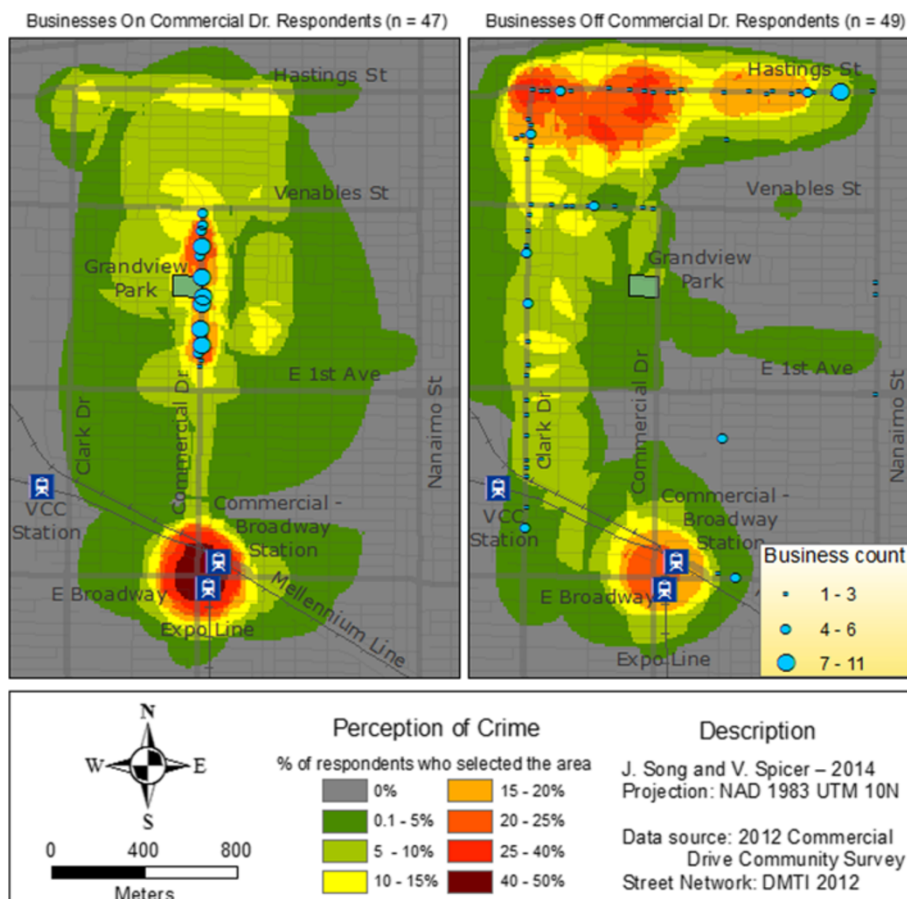 Businesses On Commercial Dr. Respondents (n = 47)
Hastings St
Venables St
Grandview
Park
E 1st Ave
Clark Dr
Commercial Dr
Nanaimo St
VCC
Station
Commercial -
Broadway
Station
E Broadway
Expo Line
Mellennium Line
Businesses Off Commercial Dr. Respondents (n = 49)
Hastings St
Venables St
Grandview
Park
E 1st Ave
Clark Dr
Commercial Dr
Nanaimo St
VCC
Station
Commercial -
Broadway
Station
E Broadway
Expo Line
Business count
1 - 3
4 - 6
7 - 11
N
W
E
S
0 400 800
Meters
Perception of Crime
% of respondents who selected the area
0%
0.1 - 5%
5 - 10%
10 - 15%
15 - 20%
20 - 25%
25 - 40%
40 - 50%
Description
J. Song and V. Spicer – 2014
Projection: NAD 1983 UTM 10N
Data source: 2012 Commercial
Drive Community Survey
Street Network: DMTI 2012